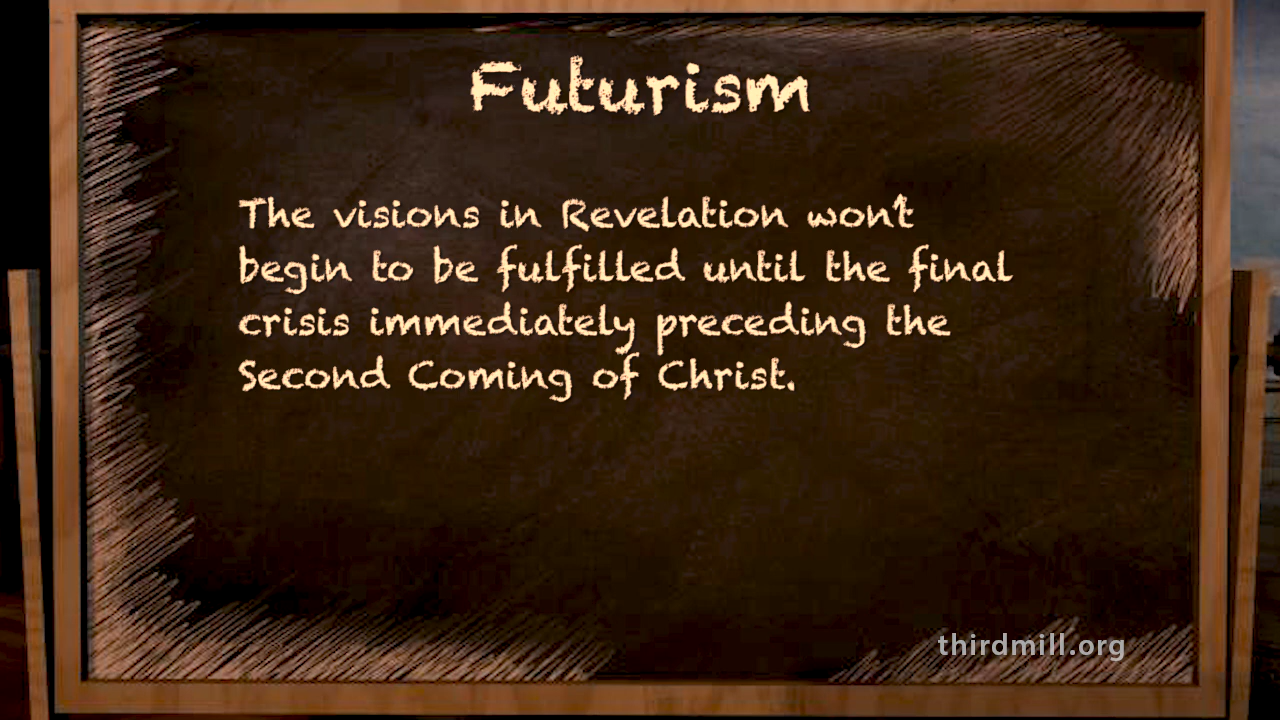 Futurism
The visions in Revelation won't
begin to be fulfilled until the final
crisis immediately preceding the
Second Coming of Christ.
thirdmill.org